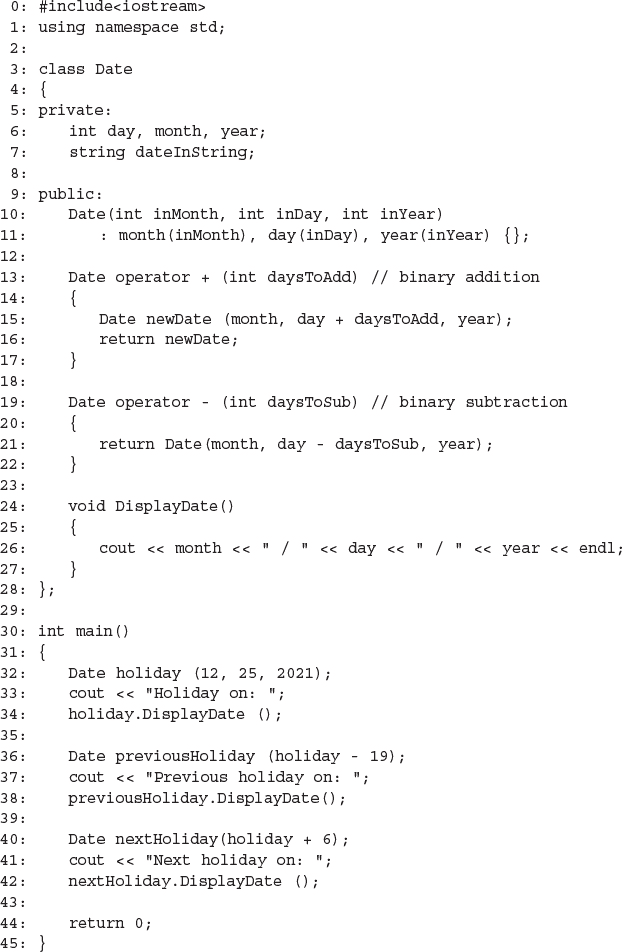 0: #include<iostream>
1: using namespace std;
2:
3: class Date
4: {
5: private:
6:    int day, month, year;
7:    string dateInString;
8:
9: public:
10:    Date(int inMonth, int inDay, int inYear)
11:       : month(inMonth), day(inDay), year(inYear) {};
12:
13:    Date operator + (int daysToAdd) // binary addition
14:    {
15:       Date newDate (month, day + daysToAdd, year);
16:       return newDate;
17:    }
18:
19:    Date operator - (int daysToSub) // binary subtraction
20:    {
21:       return Date(month, day - daysToSub, year);
22:    }
23:
24:    void DisplayDate()
25:    {
26:       cout << month << " / " << day << " / " << year << endl;
27:    }
28: };
29:
30: int main()
31: {
32:    Date holiday (12, 25, 2021);
33:    cout << "Holiday on: ";
34:    holiday.DisplayDate ();
35:
36:    Date previousHoliday (holiday - 19);
37:    cout << "Previous holiday on: ";
38:    previousHoliday.DisplayDate();
39:
40:    Date nextHoliday(holiday + 6);
41:    cout << "Next holiday on: ";
42:    nextHoliday.DisplayDate ();
43:
44:    return 0;
45: }